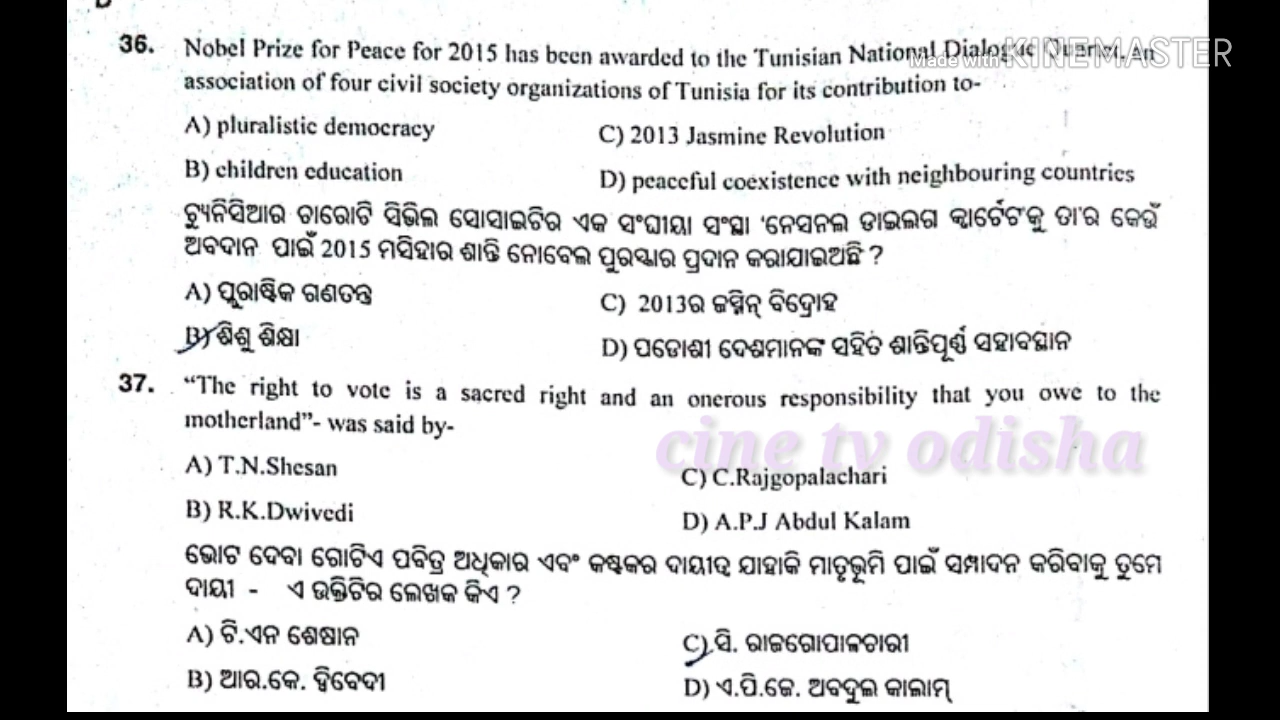 36. Nobel Prize for Peace for 2015 has been awarded to the Tunisian National Dialogue Quartet, An
Made with KINEMASTER
association of four civil society organizations of Tunisia for its contribution to-
A) pluralistic democracy
C) 2013 Jasmine Revolution
B) children education
D) peaceful coexistence with neighbouring countries
ଟ୍ୟୁନିସିଆର ଚାରୋଟି ସିଭିଲ ସୋସାଇଟିର ଏକ ସଂଘୀୟ ସଂସ୍ଥା 'ନେସନଲ ଡାଇଲଗ କ୍ୱାର୍ଟେଟ'କୁ ତା'ର କେଉଁ
ଅବଦାନ ପାଇଁ 2015 ମସିହାର ଶାନ୍ତି ନୋବେଲ ପୁରସ୍କାର ପ୍ରଦାନ କରାଯାଇଅଛି ?
A) ପ୍ଲୁରାଷ୍ଟିକ ଗଣତନ୍ତ୍ର
C) 2013ର ଜସ୍ମିନ୍ ବିଦ୍ରୋହ
B) ଶିଶୁ ଶିକ୍ଷା
D) ପଡୋଶୀ ଦେଶମାନଙ୍କ ସହିତ ଶାନ୍ତିପୂର୍ଣ୍ଣ ସହାବସ୍ଥାନ
37. “The right to vote is a sacred right and an onerous responsibility that you owe to the
motherland”- was said by-
cine tv odisha
A) T.N.Shesan
C) C.Rajgopalachari
B) R.K.Dwivedi
D) A.P.J Abdul Kalam
ଭୋଟ ଦେବା ଗୋଟିଏ ପବିତ୍ର ଅଧିକାର ଏବଂ କଷ୍ଟକର ଦାୟୀତ୍ୱ ଯାହାକି ମାତୃଭୂମି ପାଇଁ ସମ୍ପାଦନ କରିବାକୁ ତୁମେ
ଦାୟୀ - ଏ ଉକ୍ତିଟିର ଲେଖକ କିଏ ?
A) ଟି.ଏନ ଶେଷାନ
C) ସି. ରାଜଗୋପାଳଚାରୀ
B) ଆର.କେ. ଦ୍ୱିବେଦୀ
D) ଏ.ପି.ଜେ. ଅବଦୁଲ କାଲାମ୍